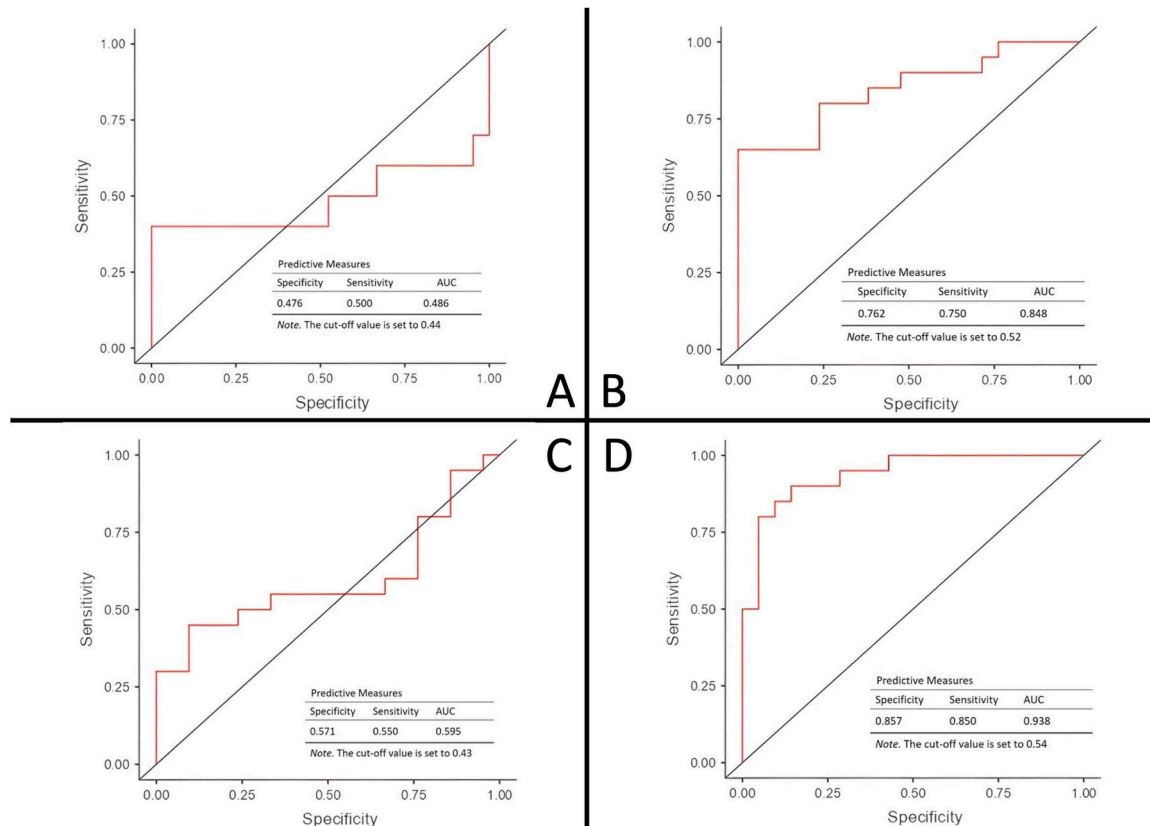 1.00
0.75
0.50
0.25
0.00
Sensitivity
Predictive Measures
Specificity Sensitivity AUC
0.476 0.500 0.486
Note. The cut-off value is set to 0.44
0.00 0.25 0.50 0.75 1.00
Specificity
A
1.00
0.75
0.50
0.25
0.00
Sensitivity
Predictive Measures
Specificity Sensitivity AUC
0.762 0.750 0.848
Note. The cut-off value is set to 0.52
0.00 0.25 0.50 0.75 1.00
Specificity
B
C
1.00
0.75
0.50
0.25
0.00
Sensitivity
Predictive Measures
Specificity Sensitivity AUC
0.571 0.550 0.595
Note. The cut-off value is set to 0.43
0.00 0.25 0.50 0.75 1.00
Specificity
D
1.00
0.75
0.50
0.25
0.00
Sensitivity
Predictive Measures
Specificity Sensitivity AUC
0.857 0.850 0.938
Note. The cut-off value is set to 0.54
0.00 0.25 0.50 0.75 1.00
Specificity